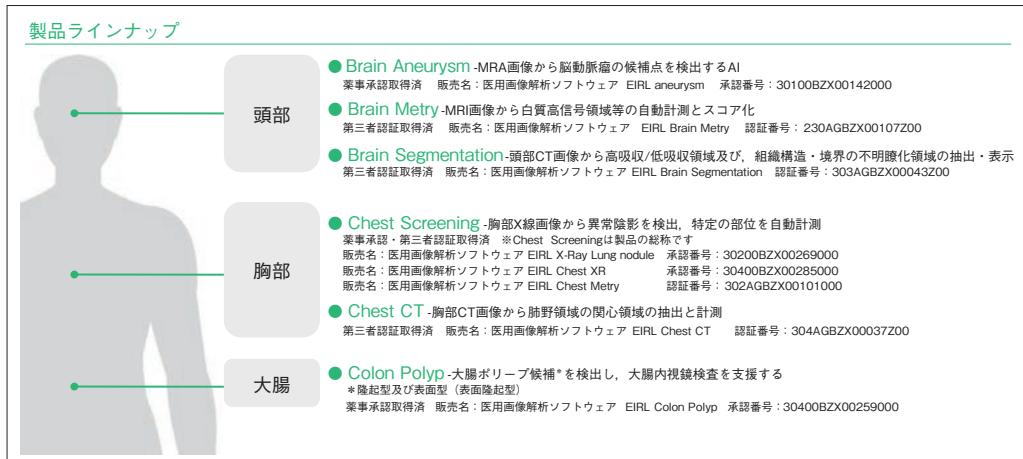 製品ラインナップ
頭部
● Brain Aneurysm -MRA画像から脳動脈瘤の候補点を検出するAI
薬事承認取得済　販売名：医用画像解析ソフトウェア EIRL aneurysm　承認番号：30100BZX00142000
● Brain Metry -MRI画像から白質高信号領域等の自動計測とスコア化
第三者認証取得済　販売名：医用画像解析ソフトウェア　EIRL Brain Metry　認証番号：230AGBZX00107Z00
● Brain Segmentation -頭部CT画像から高吸収/低吸収領域及び，組織構造・境界の不明瞭化領域の抽出・表示
第三者認証取得済　販売名：医用画像解析ソフトウェア EIRL Brain Segmentation　認証番号：303AGBZX00043Z00
胸部
● Chest Screening -胸部X線画像から異常陰影を検出，特定の部位を自動計測
薬事承認・第三者認証取得済　※Chest Screeningは製品の総称です
販売名：医用画像解析ソフトウェア EIRL X-Ray Lung nodule　承認番号：30200BZX00269000
販売名：医用画像解析ソフトウェア EIRL Chest XR　承認番号：30400BZX00285000
販売名：医用画像解析ソフトウェア EIRL Chest Metry　認証番号：302AGBZX00101000
● Chest CT -胸部CT画像から肺野領域の関心領域の抽出と計測
第三者認証取得済　販売名：医用画像解析ソフトウェア EIRL Chest CT　認証番号：304AGBZX00037Z00
大腸
● Colon Polyp -大腸ポリープ候補*を検出し，大腸内視鏡検査を支援する
＊隆起型及び表面型（表面隆起型）
薬事承認取得済　販売名：医用画像解析ソフトウェア　EIRL Colon Polyp　承認番号：30400BZX00259000